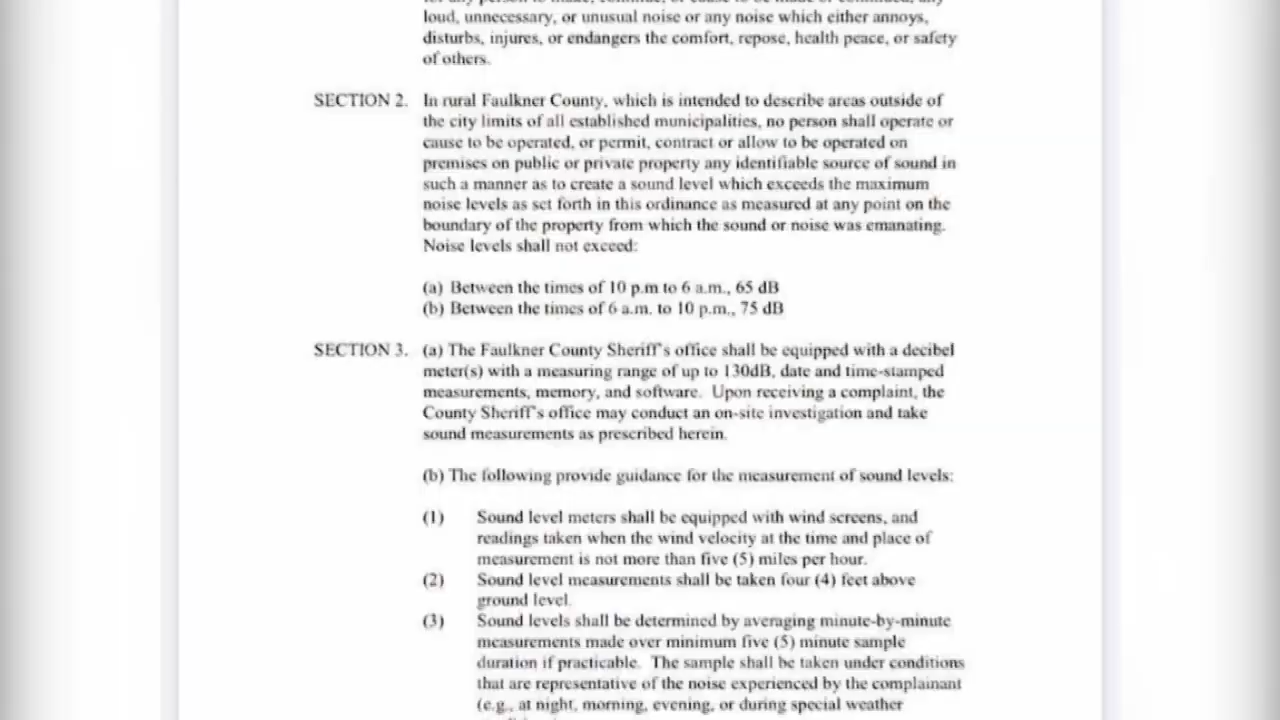 loud, unnecessary, or unusual noise or any noise which either annoys,
disturbs, injures, or endangers the comfort, repose, health peace, or safety
of others.
SECTION 2. In rural Faulkner County, which is intended to describe areas outside of
the city limits of all established municipalities, no person shall operate or
cause to be operated, or permit, contract or allow to be operated on
premises on public or private property any identifiable source of sound in
such a manner as to create a sound level which exceeds the maximum
noise levels as set forth in this ordinance as measured at any point on the
boundary of the property from which the sound or noise was emanating.
Noise levels shall not exceed:
(a) Between the times of 10 p.m to 6 a.m., 65 dB
(b) Between the times of 6 a.m. to 10 p.m., 75 dB
SECTION 3. (a) The Faulkner County Sheriff's office shall be equipped with a decibel
meter(s) with a measuring range of up to 130dB, date and time-stamped
measurements, memory, and software. Upon receiving a complaint, the
County Sheriff's office may conduct an on-site investigation and take
sound measurements as prescribed herein.
(b) The following provide guidance for the measurement of sound levels:
(1) Sound level meters shall be equipped with wind screens, and
readings taken when the wind velocity at the time and place of
measurement is not more than five (5) miles per hour.
(2) Sound level measurements shall be taken four (4) feet above
ground level.
(3) Sound levels shall be determined by averaging minute-by-minute
measurements made over minimum five (5) minute sample
duration if practicable. The sample shall be taken under conditions
that are representative of the noise experienced by the complainant
(e.g., at night, morning, evening, or during special weather